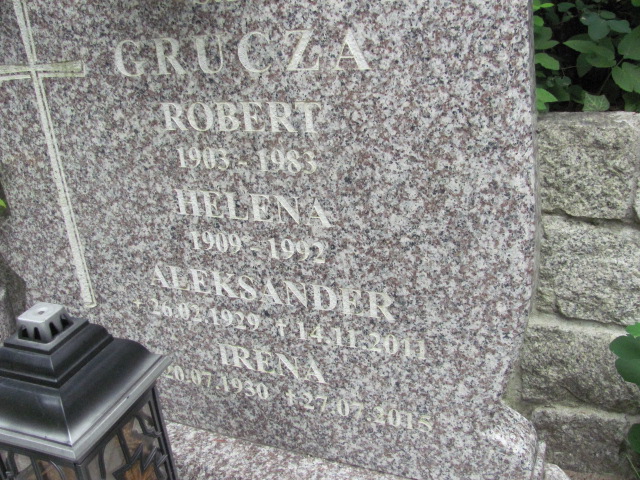 GRUCZA
ROBERT
1903 - 1983
HELENA
1909 - 1992
ALEKSANDER
* 26.02.1929 † 14.11.2011
IRENA
20.07.1930 † 27.07.2015